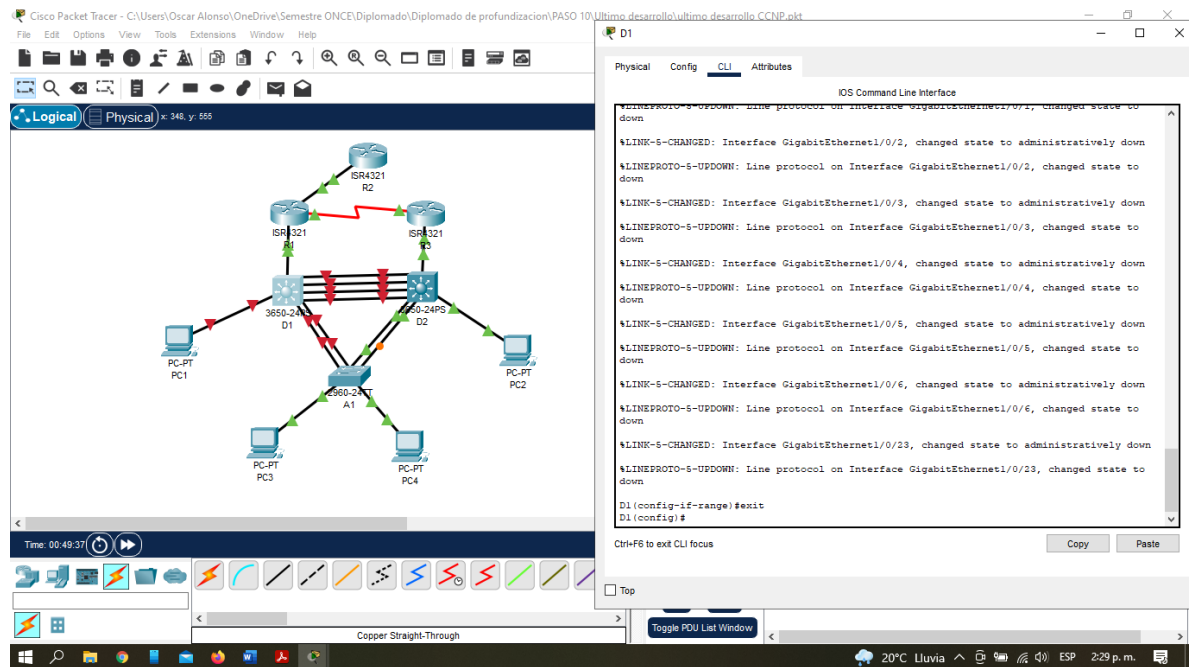 Cisco Packet Tracer - C:\Users\Oscar Alonso\OneDrive\Semestre ONCE\Diplomado\Diplomado de profundizacion\PASO 10\Ultimo desarrollo\ultimo desarrollo CCNP.pkt
File Edit Options View Tools Extensions Window Help
Logical Physical x: 348, y: 555
ISR4321
R2
ISR4321
R1
ISR4321
R3
3650-24PS
D1
3650-24PS
D2
PC-PT
PC1
PC-PT
PC2
2960-24TT
A1
PC-PT
PC3
PC-PT
PC4
Time: 00:49:37
Copper Straight-Through
D1
Physical Config CLI Attributes
IOS Command Line Interface
%LINEPROTO-5-UPDOWN: Line protocol on Interface GigabitEthernet1/0/1, changed state to
down
%LINK-5-CHANGED: Interface GigabitEthernet1/0/2, changed state to administratively down
%LINEPROTO-5-UPDOWN: Line protocol on Interface GigabitEthernet1/0/2, changed state to
down
%LINK-5-CHANGED: Interface GigabitEthernet1/0/3, changed state to administratively down
%LINEPROTO-5-UPDOWN: Line protocol on Interface GigabitEthernet1/0/3, changed state to
down
%LINK-5-CHANGED: Interface GigabitEthernet1/0/4, changed state to administratively down
%LINEPROTO-5-UPDOWN: Line protocol on Interface GigabitEthernet1/0/4, changed state to
down
%LINK-5-CHANGED: Interface GigabitEthernet1/0/5, changed state to administratively down
%LINEPROTO-5-UPDOWN: Line protocol on Interface GigabitEthernet1/0/5, changed state to
down
%LINK-5-CHANGED: Interface GigabitEthernet1/0/6, changed state to administratively down
%LINEPROTO-5-UPDOWN: Line protocol on Interface GigabitEthernet1/0/6, changed state to
down
%LINK-5-CHANGED: Interface GigabitEthernet1/0/23, changed state to administratively down
%LINEPROTO-5-UPDOWN: Line protocol on Interface GigabitEthernet1/0/23, changed state to
down
D1(config-if-range)#exit
D1(config)#
Ctrl+F6 to exit CLI focus
Copy Paste
Top
Toggle PDU List Window
20°C Lluvia ESP 2:29 p. m.